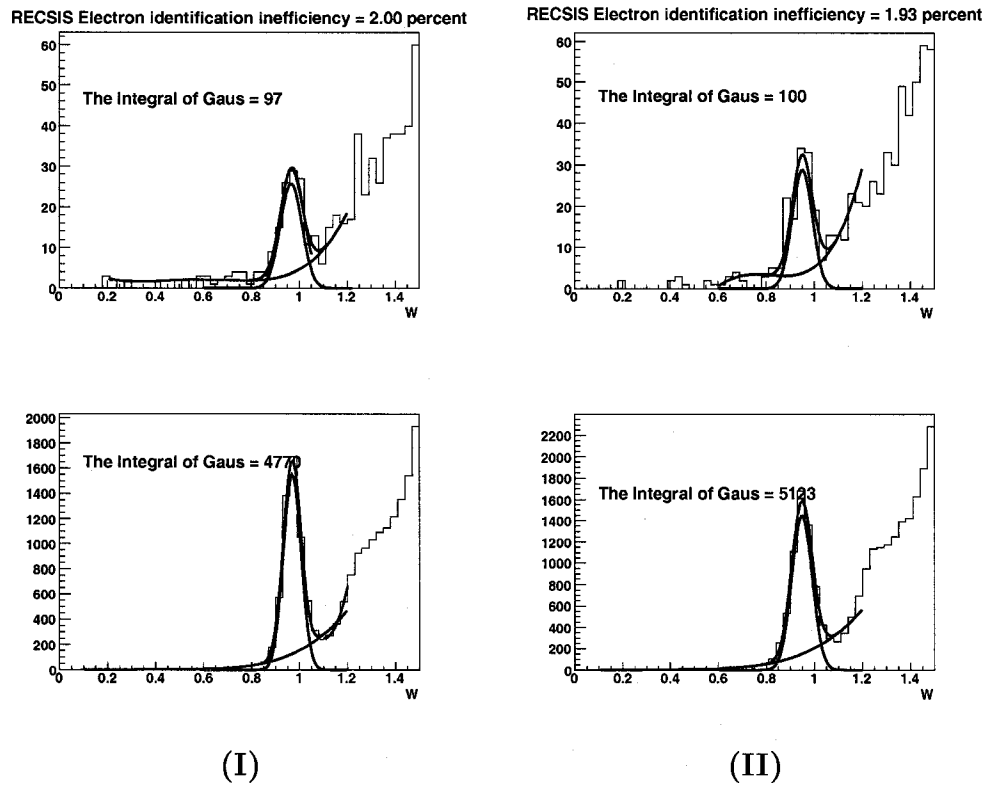 RECSIS Electron identification inefficiency = 2.00 percent
RECSIS Electron identification inefficiency = 1.93 percent
60
50
40
30
20
10
0
The Integral of Gaus = 97
0 0.2 0.4 0.6 0.8 1 1.2 1.4
W
60
50
40
30
20
10
0
The Integral of Gaus = 100
0 0.2 0.4 0.6 0.8 1 1.2 1.4
W
2000
1800
1600
1400
1200
1000
800
600
400
200
0
The Integral of Gaus =
0 0.2 0.4 0.6 0.8 1 1.2 1.4
W
2200
2000
1800
1600
1400
1200
1000
800
600
400
200
0
The Integral of Gaus =
0 0.2 0.4 0.6 0.8 1 1.2 1.4
W
(I)
(II)